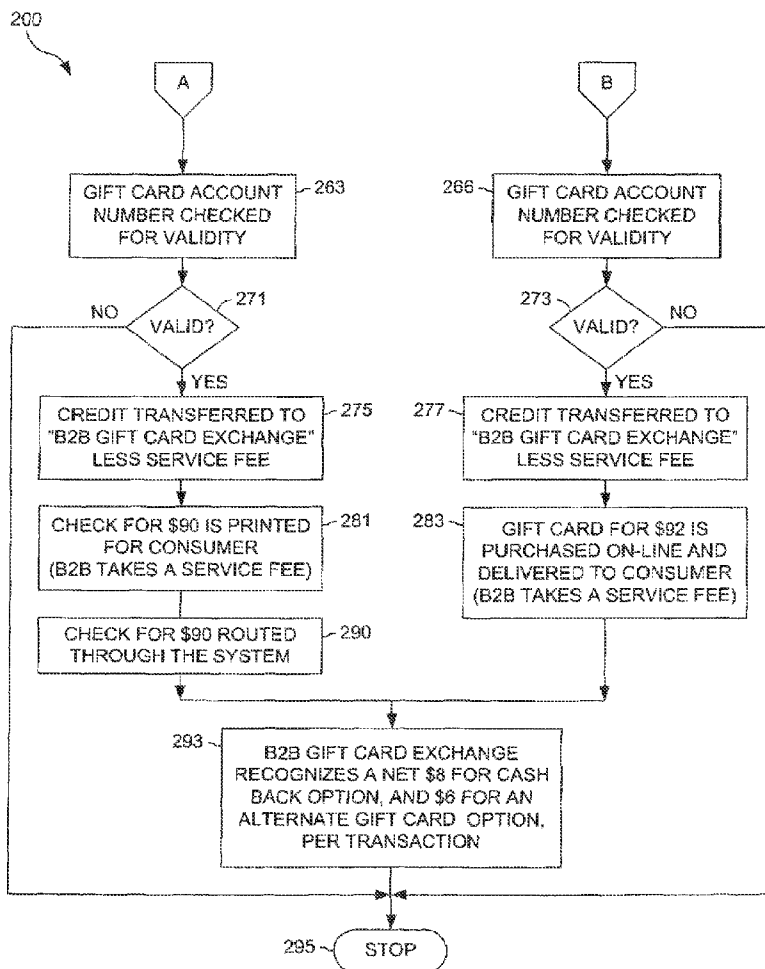 200
A
B
GIFT CARD ACCOUNT
NUMBER CHECKED
FOR VALIDITY
263
266
GIFT CARD ACCOUNT
NUMBER CHECKED
FOR VALIDITY
NO
271
VALID?
273
NO
VALID?
YES
YES
CREDIT TRANSFERRED TO
"B2B GIFT CARD EXCHANGE"
LESS SERVICE FEE
275
277
CREDIT TRANSFERRED TO
"B2B GIFT CARD EXCHANGE"
LESS SERVICE FEE
CHECK FOR $90 IS PRINTED
FOR CONSUMER
(B2B TAKES A SERVICE FEE)
281
283
GIFT CARD FOR $92 IS
PURCHASED ON-LINE AND
DELIVERED TO CONSUMER
(B2B TAKES A SERVICE FEE)
CHECK FOR $90 ROUTED
THROUGH THE SYSTEM
290
293
B2B GIFT CARD EXCHANGE
RECOGNIZES A NET $8 FOR CASH
BACK OPTION, AND $6 FOR AN
ALTERNATE GIFT CARD OPTION,
PER TRANSACTION
295
STOP